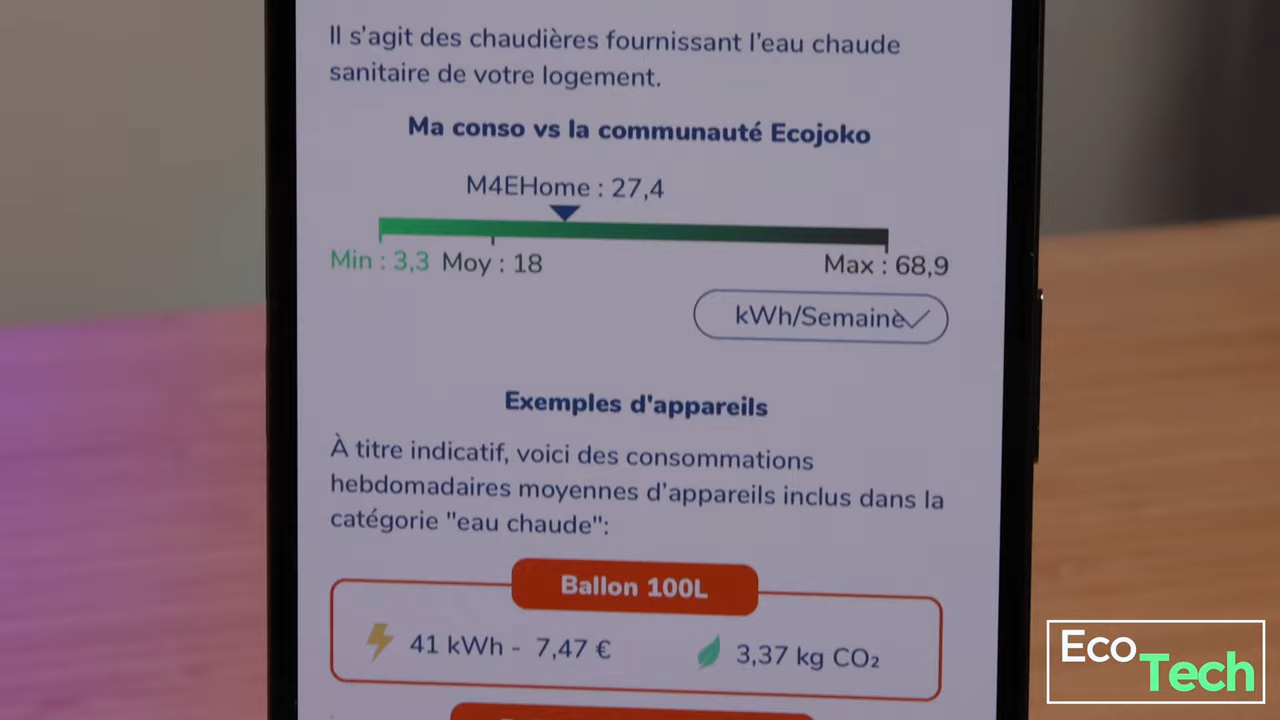 Il s'agit des chaudières fournissant l'eau chaude
sanitaire de votre logement.
Ma conso vs la communauté Ecojoko
M4EHome : 27,4
Min : 3,3 Moy : 18 Max : 68,9
kWh/Semaine
Exemples d'appareils
À titre indicatif, voici des consommations
hebdomadaires moyennes d'appareils inclus dans la
catégorie "eau chaude":
Ballon 100L
41 kWh - 7,47 € 3,37 kg CO₂
Eco
Tech